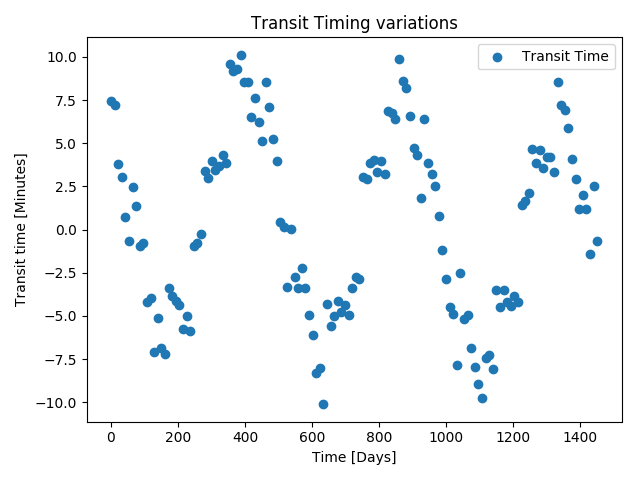 Transit Timing variations
Transit Time
Transit time [Minutes]
10.0
7.5
5.0
2.5
0.0
−2.5
−5.0
−7.5
−10.0
0 200 400 600 800 1000 1200 1400
Time [Days]